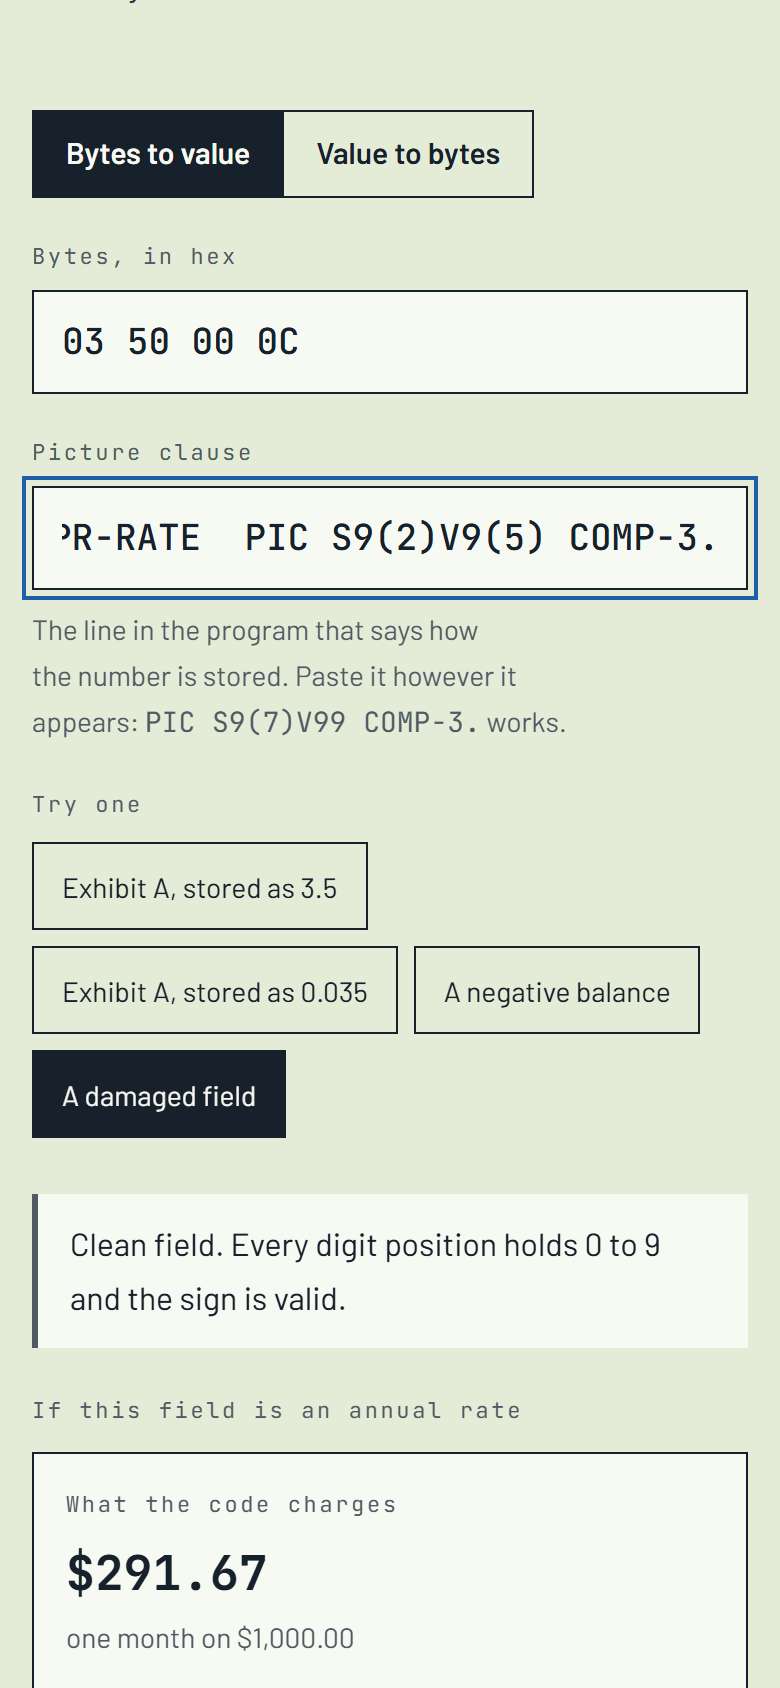 Bytes to value
Value to bytes
Bytes, in hex
03 50 00 0C
Picture clause
PR-RATE  PIC S9(2)V9(5) COMP-3.
The line in the program that says how
the number is stored. Paste it however it
appears: PIC S9(7)V99 COMP-3. works.
Try one
Exhibit A, stored as 3.5
Exhibit A, stored as 0.035
A negative balance
A damaged field
Clean field. Every digit position holds 0 to 9
and the sign is valid.
If this field is an annual rate
What the code charges
$291.67
one month on $1,000.00